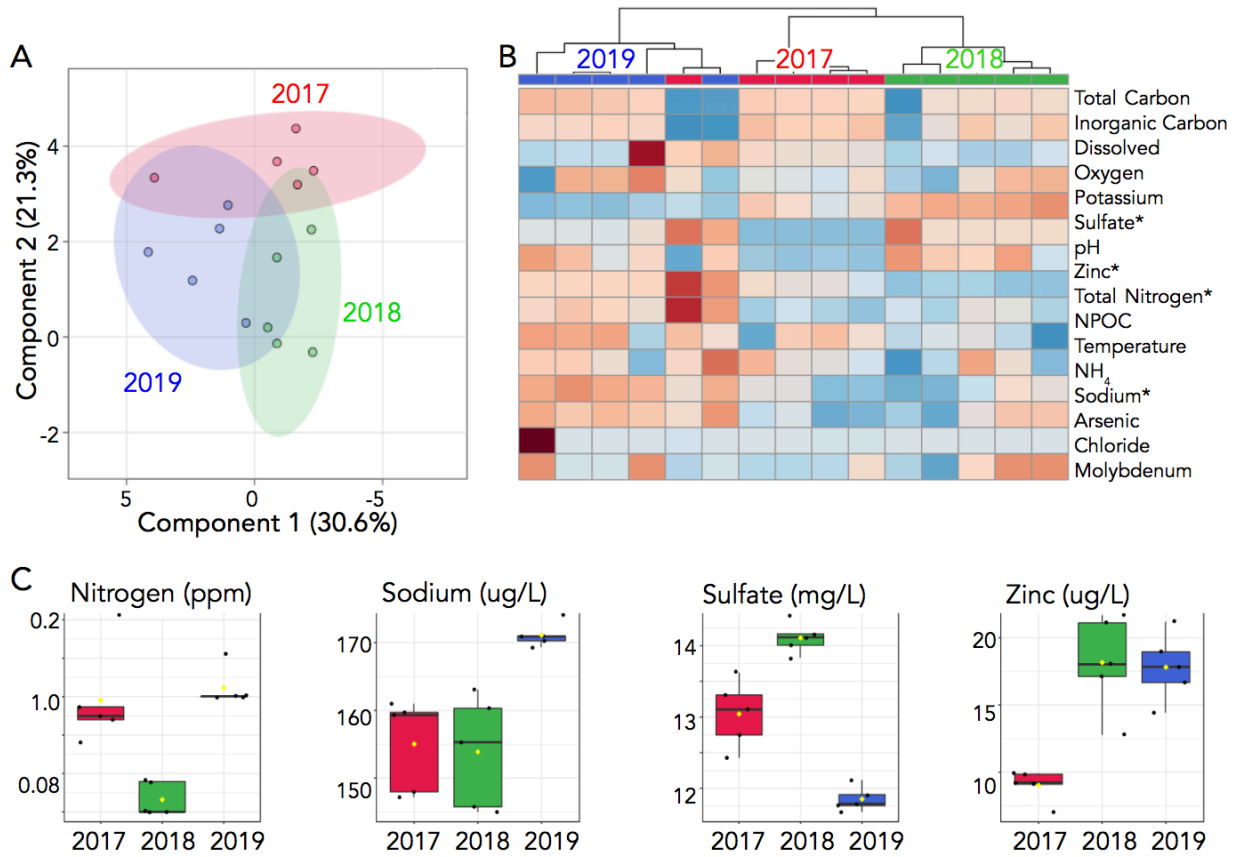 A
2017
2018
2019
4
2
0
-2
Component 2 (21.3%)
5
0
-5
Component 1 (30.6%)
B
2019
2017
2018
Total Carbon
Inorganic Carbon
Dissolved
Oxygen
Potassium
Sulfate*
pH
Zinc*
Total Nitrogen*
NPOC
Temperature
NH4
Sodium*
Arsenic
Chloride
Molybdenum
C
Nitrogen (ppm)
0.2
1.0
0.08
2017 2018 2019
Sodium (ug/L)
170
160
150
2017 2018 2019
Sulfate (mg/L)
14
13
12
2017 2018 2019
Zinc (ug/L)
20
15
10
2017 2018 2019